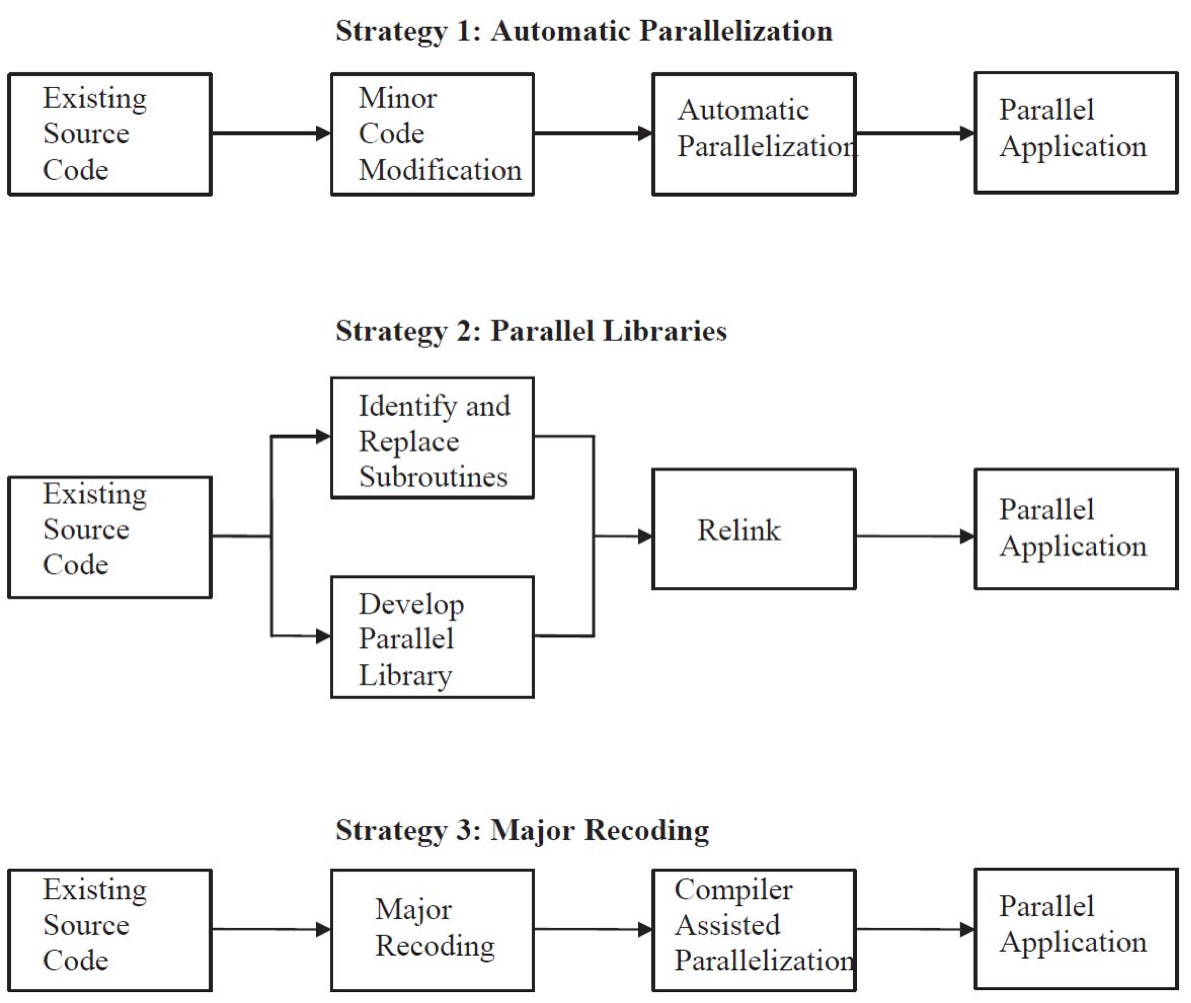 Strategy 1: Automatic Parallelization
Existing
Source
Code
Minor
Code
Modification
Automatic
Parallelization
Parallel
Application
Strategy 2: Parallel Libraries
Existing
Source
Code
Identify and
Replace
Subroutines
Develop
Parallel
Library
Relink
Parallel
Application
Strategy 3: Major Recoding
Existing
Source
Code
Major
Recoding
Compiler
Assisted
Parallelization
Parallel
Application